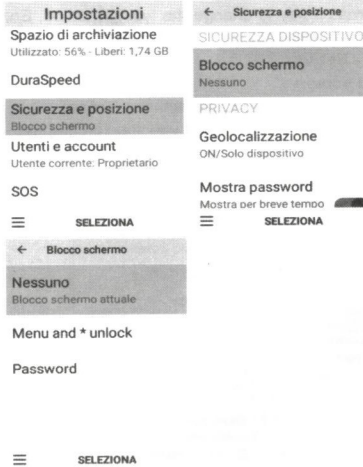 Impostazioni
Spazio di archiviazione
Utilizzato: 56% - Liberi: 1,74 GB
DuraSpeed
Sicurezza e posizione
Blocco schermo
Utenti e account
Utente corrente: Proprietario
SOS
SELEZIONA
← Sicurezza e posizione
SICUREZZA DISPOSITIVO
Blocco schermo
Nessuno
PRIVACY
Geolocalizzazione
ON/Solo dispositivo
Mostra password
Mostra per breve tempo
SELEZIONA
← Blocco schermo
Nessuno
Blocco schermo attuale
Menu and * unlock
Password
SELEZIONA